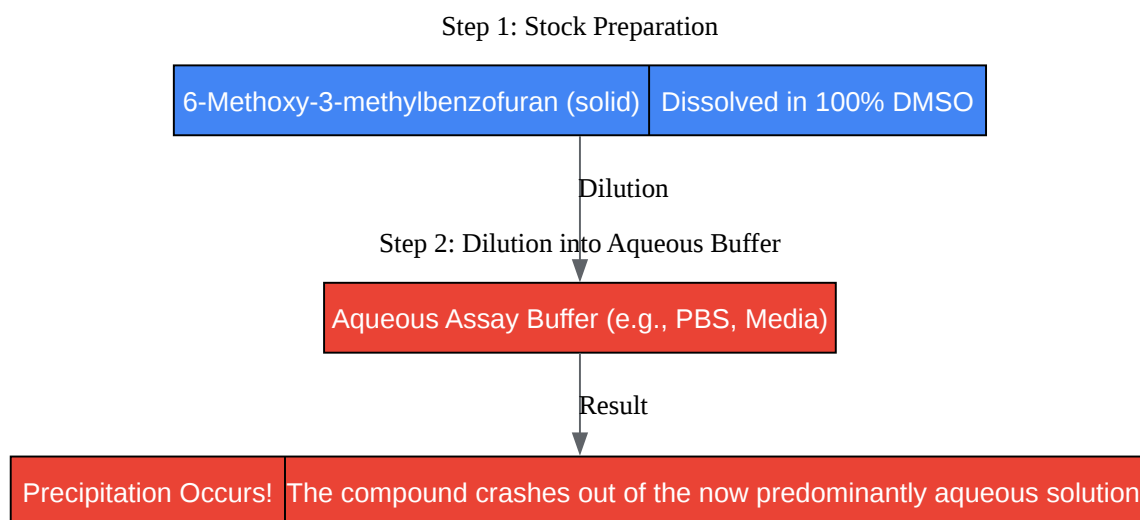 Step 1: Stock Preparation
6-Methoxy-3-methylbenzofuran (solid) Dissolved in 100% DMSO
Dilution
Step 2: Dilution into Aqueous Buffer
Aqueous Assay Buffer (e.g., PBS, Media)
Result
Precipitation Occurs! The compound crashes out of the now predominantly aqueous solution